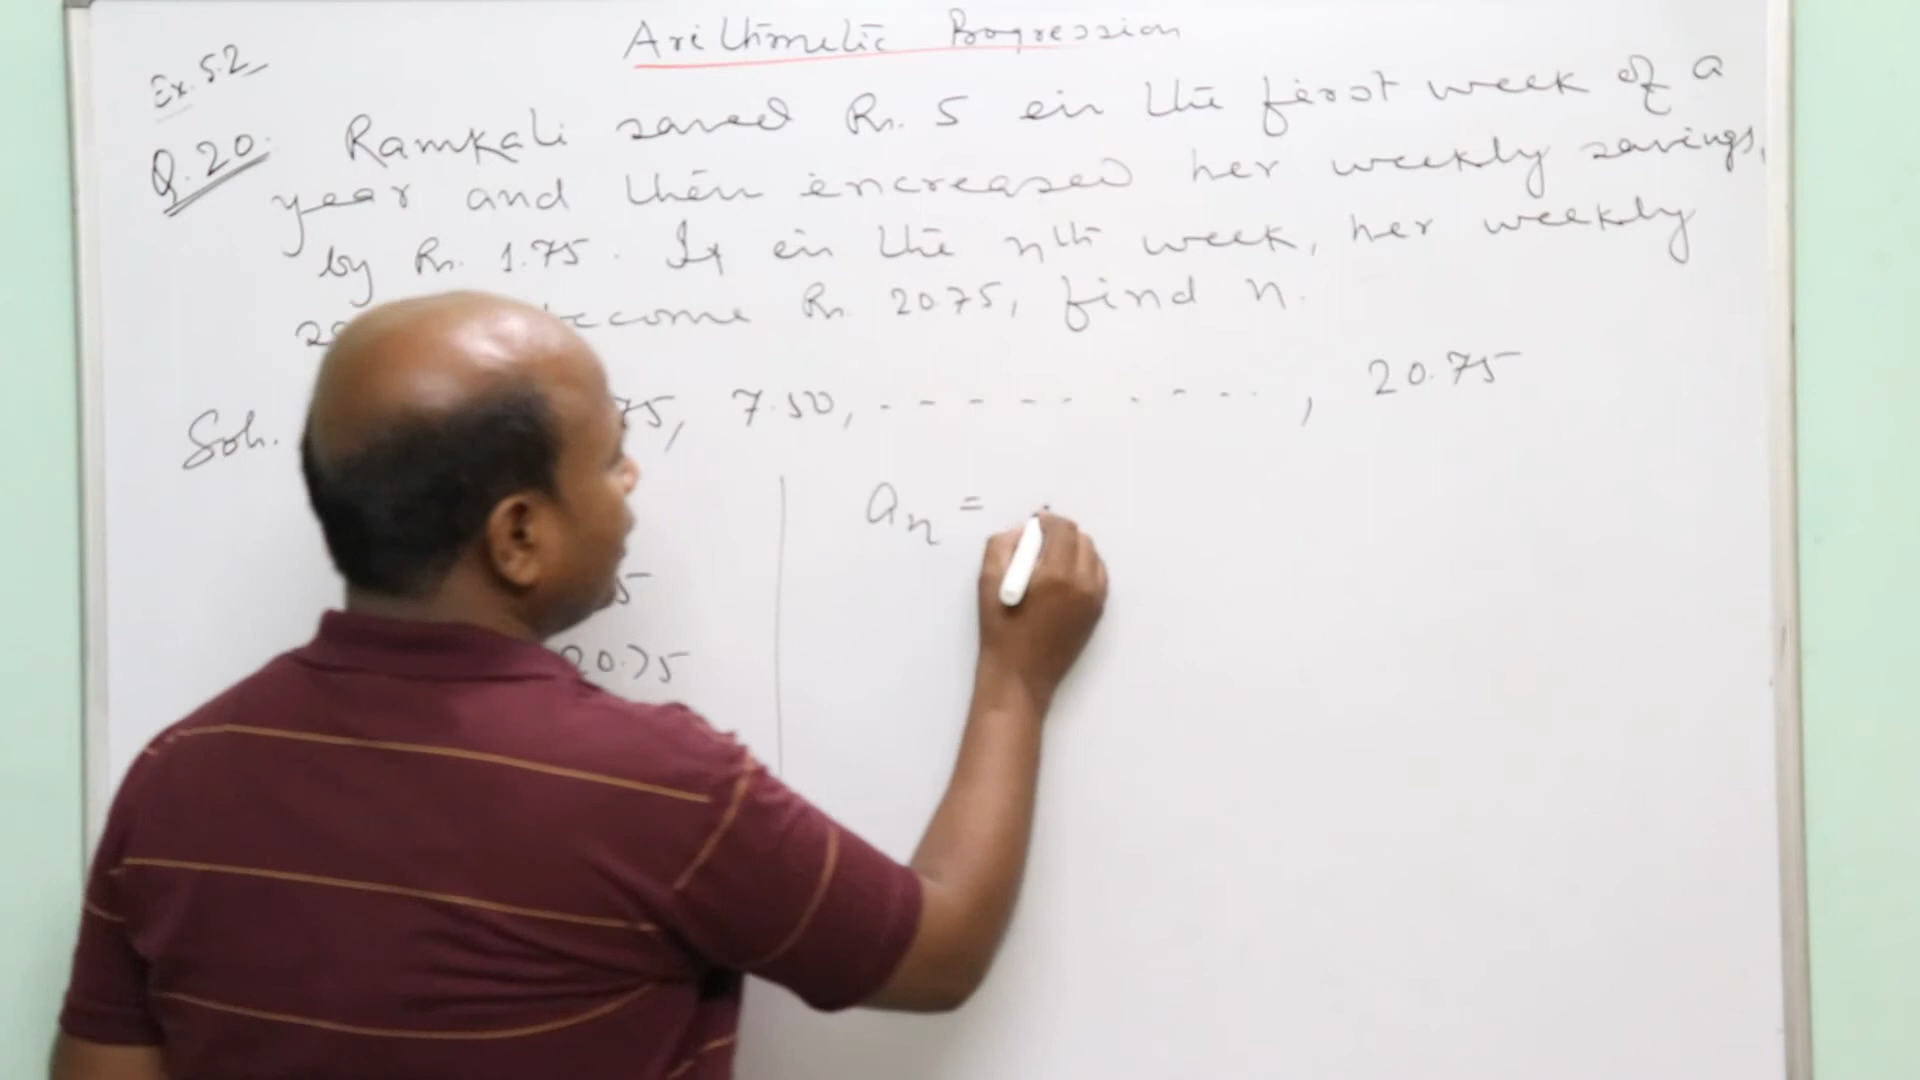 Arithmetic Progression
Ex. 5.2
Q.20. Ramkali saved Rs. 5 in the first week of a
year and then increased her weekly savings
by Rs. 1.75. If in the nth week, her weekly
become Rs. 20.75, find n.
Soln. 75, 7.50, - - - - - - - - - , 20.75
an =
5
20.75